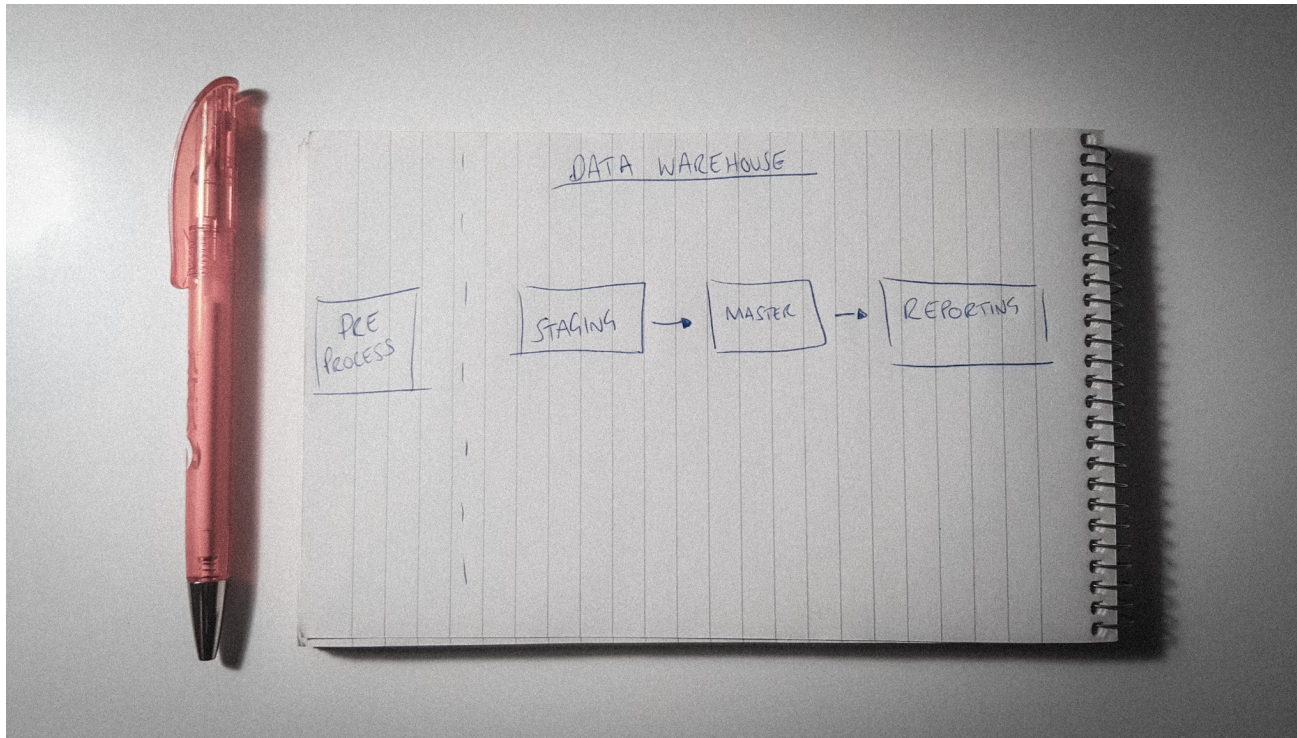 DATA WAREHOUSE
PRE
PROCESS
STAGING
MASTER
REPORTING